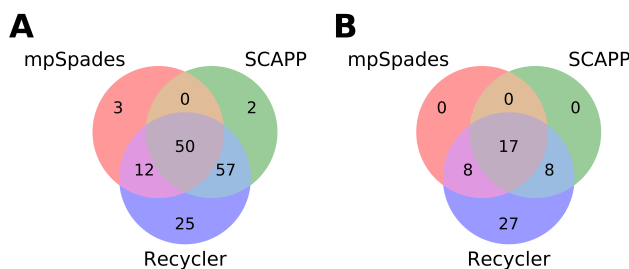 A
B
mpSpades SCAPP
mpSpades SCAPP
3 0 2
0 0 0
50
17
12 57
8 8
25
27
Recycler
Recycler